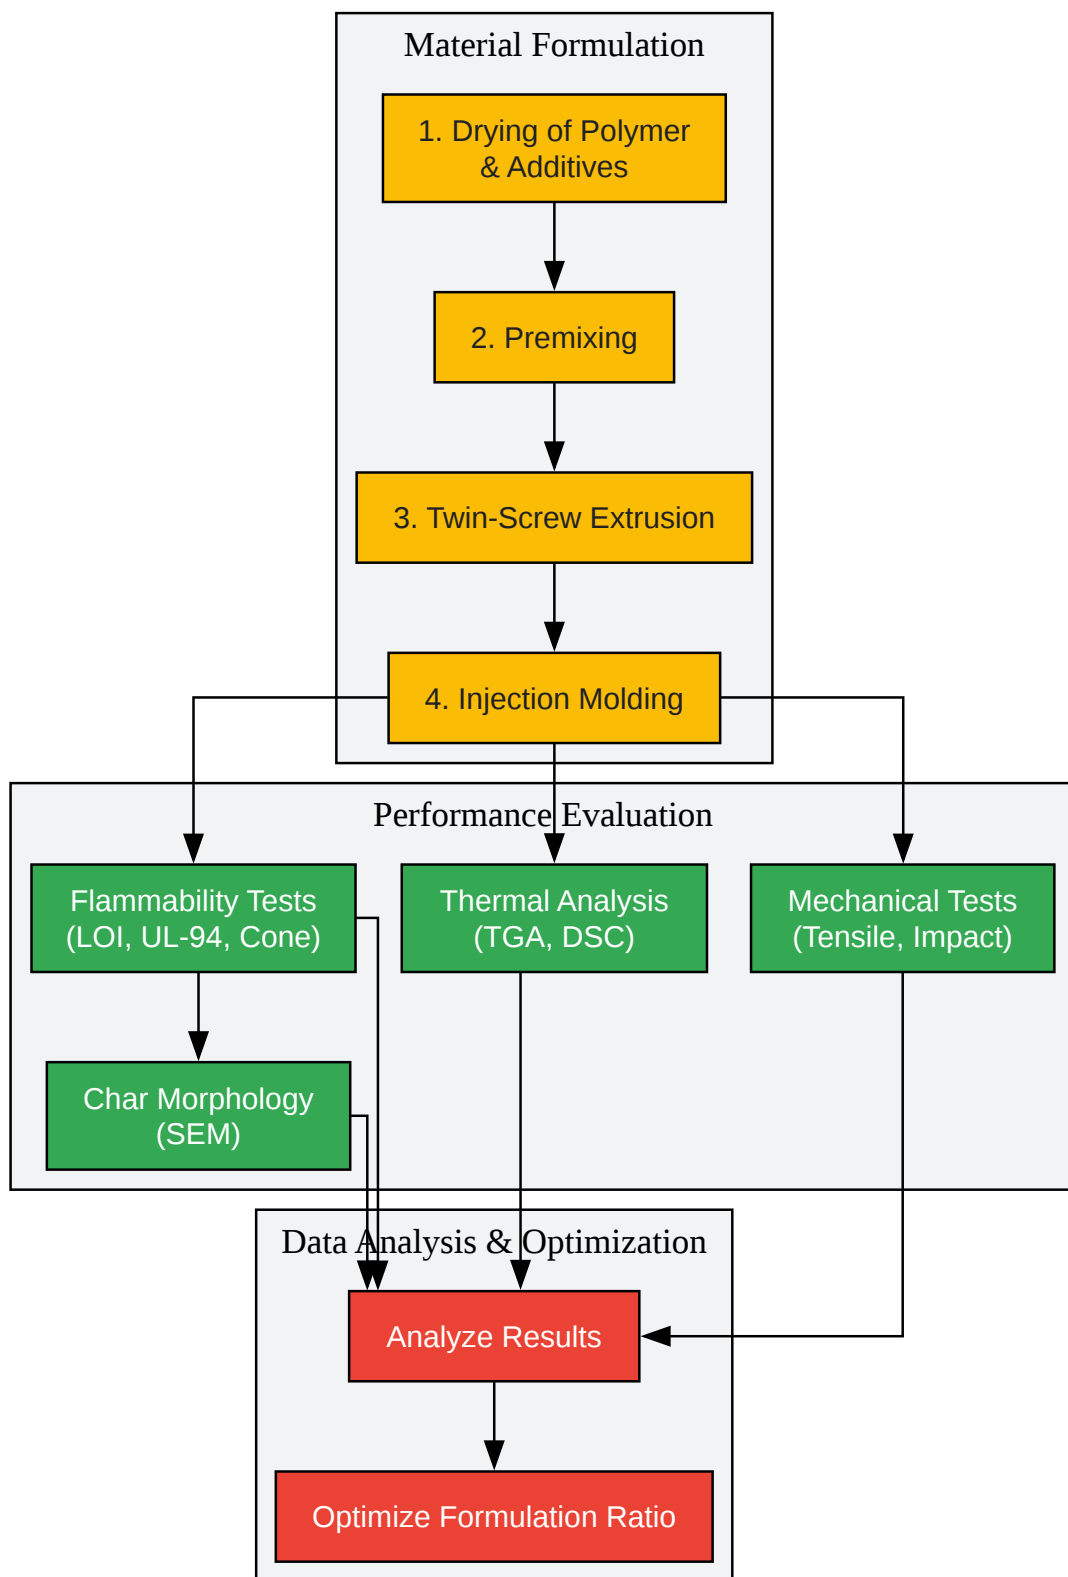 Material Formulation
1. Drying of Polymer
& Additives
2. Premixing
3. Twin-Screw Extrusion
4. Injection Molding
Performance Evaluation
Flammability Tests
(LOI, UL-94, Cone)
Thermal Analysis
(TGA, DSC)
Mechanical Tests
(Tensile, Impact)
Char Morphology
(SEM)
Data Analysis & Optimization
Analyze Results
Optimize Formulation Ratio